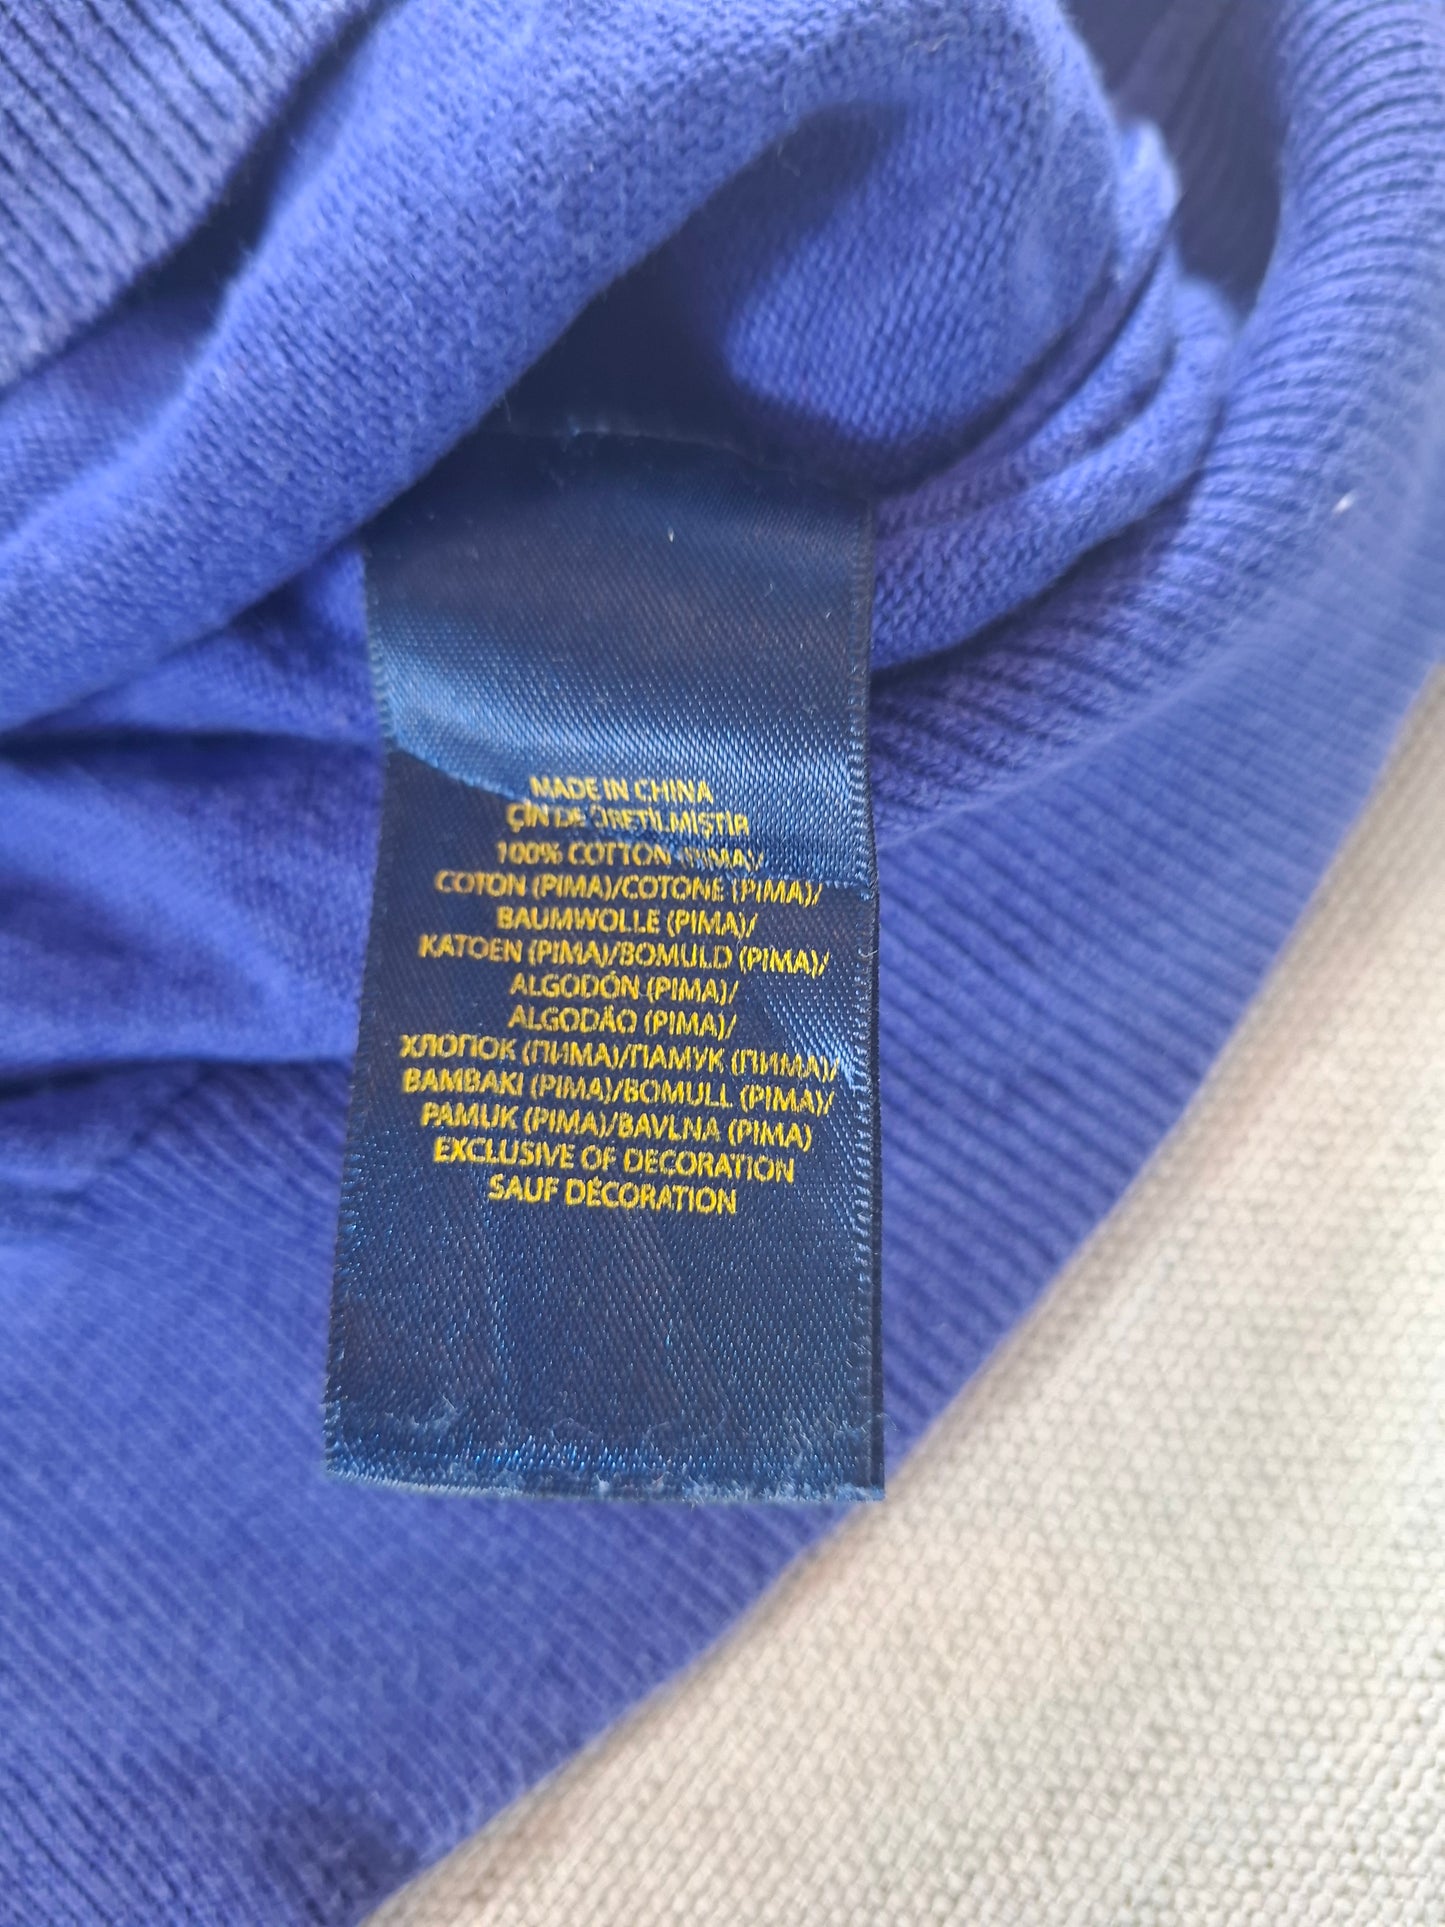 MADE IN CHINA
ÇİN DE ÜRETİLMİŞTİR
100% COTTON (PIMA)/
COTON (PIMA)/COTONE (PIMA)/
BAUMWOLLE (PIMA)/
KATOEN (PIMA)/BOMULD (PIMA)/
ALGODÓN (PIMA)/
ALGODÃO (PIMA)/
ХЛОПОК (ПИМА)/ПАМУК (ПИМА)/
BAMBAKI (PIMA)/BOMULL (PIMA)/
PAMUK (PIMA)/BAVLNA (PIMA)
EXCLUSIVE OF DECORATION
SAUF DÉCORATION